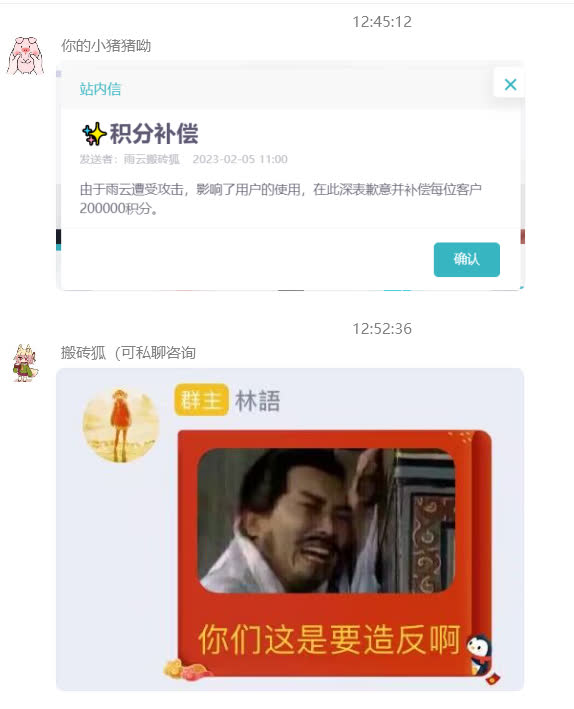 12:45:12
你的小猪猪呦
站内信
积分补偿
发送者：雨云搬砖狐 2023-02-05 11:00
由于雨云遭受攻击，影响了用户的使用，在此深表歉意并补偿每位客户
200000积分。
确认
12:52:36
搬砖狐（可私聊咨询
群主 林語
你们这是要造反啊